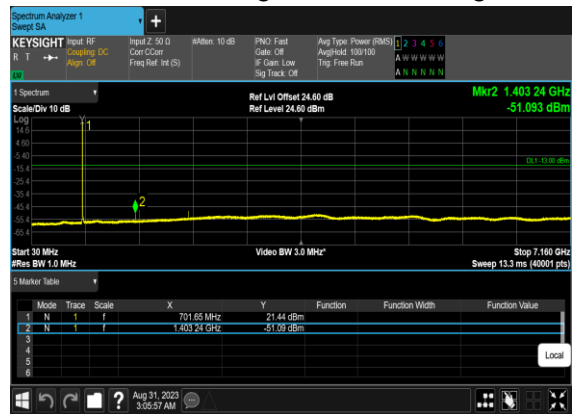 Spectrum Analyzer 1
Swept SA
KEYSIGHT Input: RF Input Z: 50 Ω #Atten: 10 dB PNO: Fast Avg Type: Power (RMS) 1 2 3 4 5 6
R T Coupling: DC Corr CCorr Gate: Off Avg|Hold: 100/100 A W W W W W
Align: Off Freq Ref: Int (S) IF Gain: Low Trig: Free Run
LXI Sig Track: Off A N N N N N
1 Spectrum Ref Lvl Offset 24.60 dB Mkr2 1.403 24 GHz
Scale/Div 10 dB Ref Level 24.60 dBm -51.093 dBm
Log
14.6 1
4.60
-5.40 DL1 -13.00 dBm
-15.4
-25.4
-35.4
-45.4 2
-55.4
-65.4
Start 30 MHz Video BW 3.0 MHz* Stop 7.160 GHz
#Res BW 1.0 MHz Sweep 13.3 ms (40001 pts)
5 Marker Table
Mode Trace Scale X Y Function Function Width Function Value
1 N 1 f 701.65 MHz 21.44 dBm
2 N 1 f 1.403 24 GHz -51.09 dBm
3
4
5
6
Local
? Aug 31, 2023
3:05:57 AM